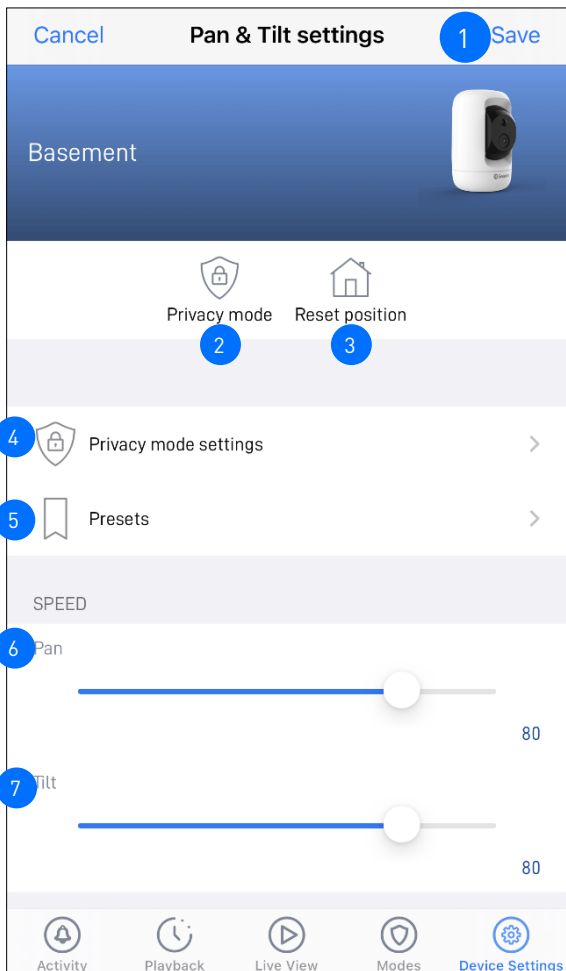 Cancel Pan & Tilt settings 1 Save
Basement
Privacy mode Reset position
2 3
4 Privacy mode settings
5 Presets
SPEED
6 Pan
80
7 Tilt
80
Activity Playback Live View Modes Device Settings